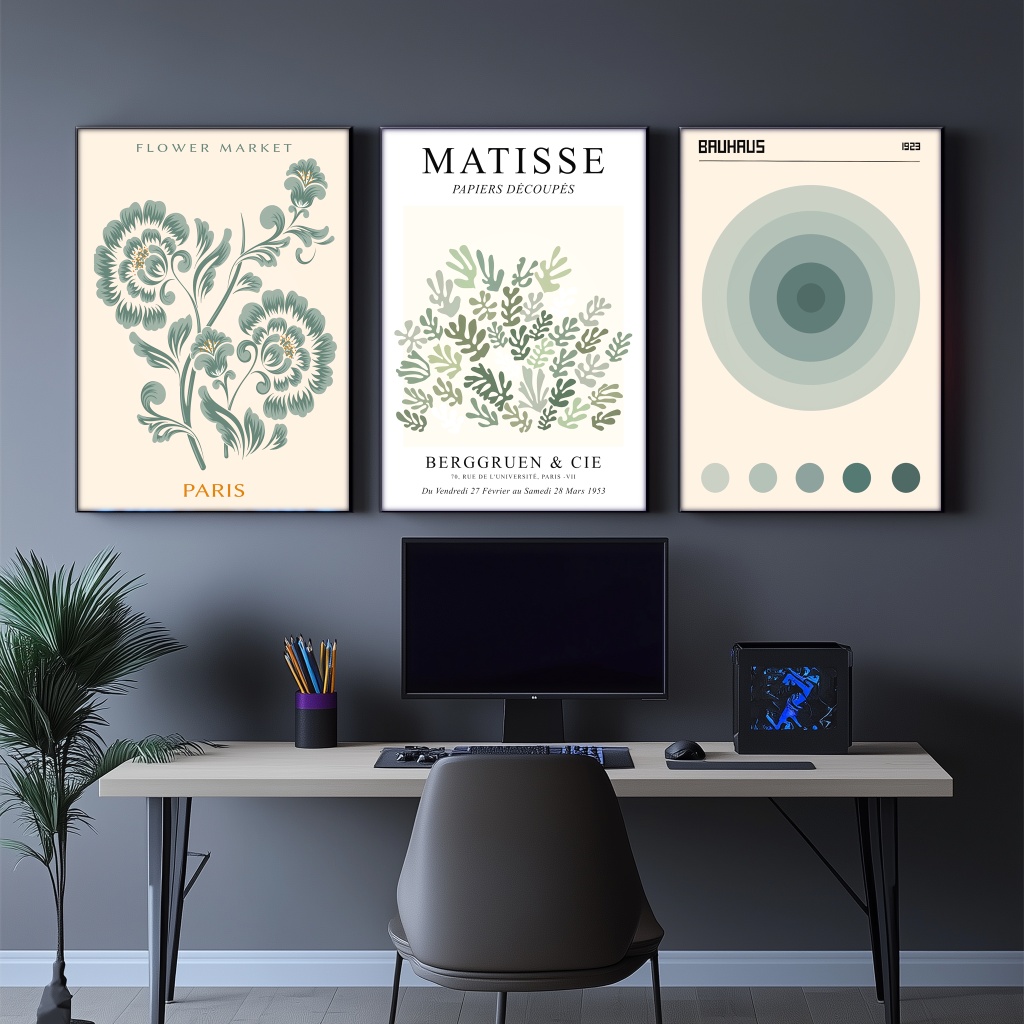 FLOWER MARKET
PARIS
MATISSE
PAPIERS DÉCOUPÉS
BERGGRUEN & CIE
70, RUE DE L'UNIVERSITÉ, PARIS -VII
Du Vendredi 27 Février au Samedi 28 Mars 1953
BAUHAUS
1923